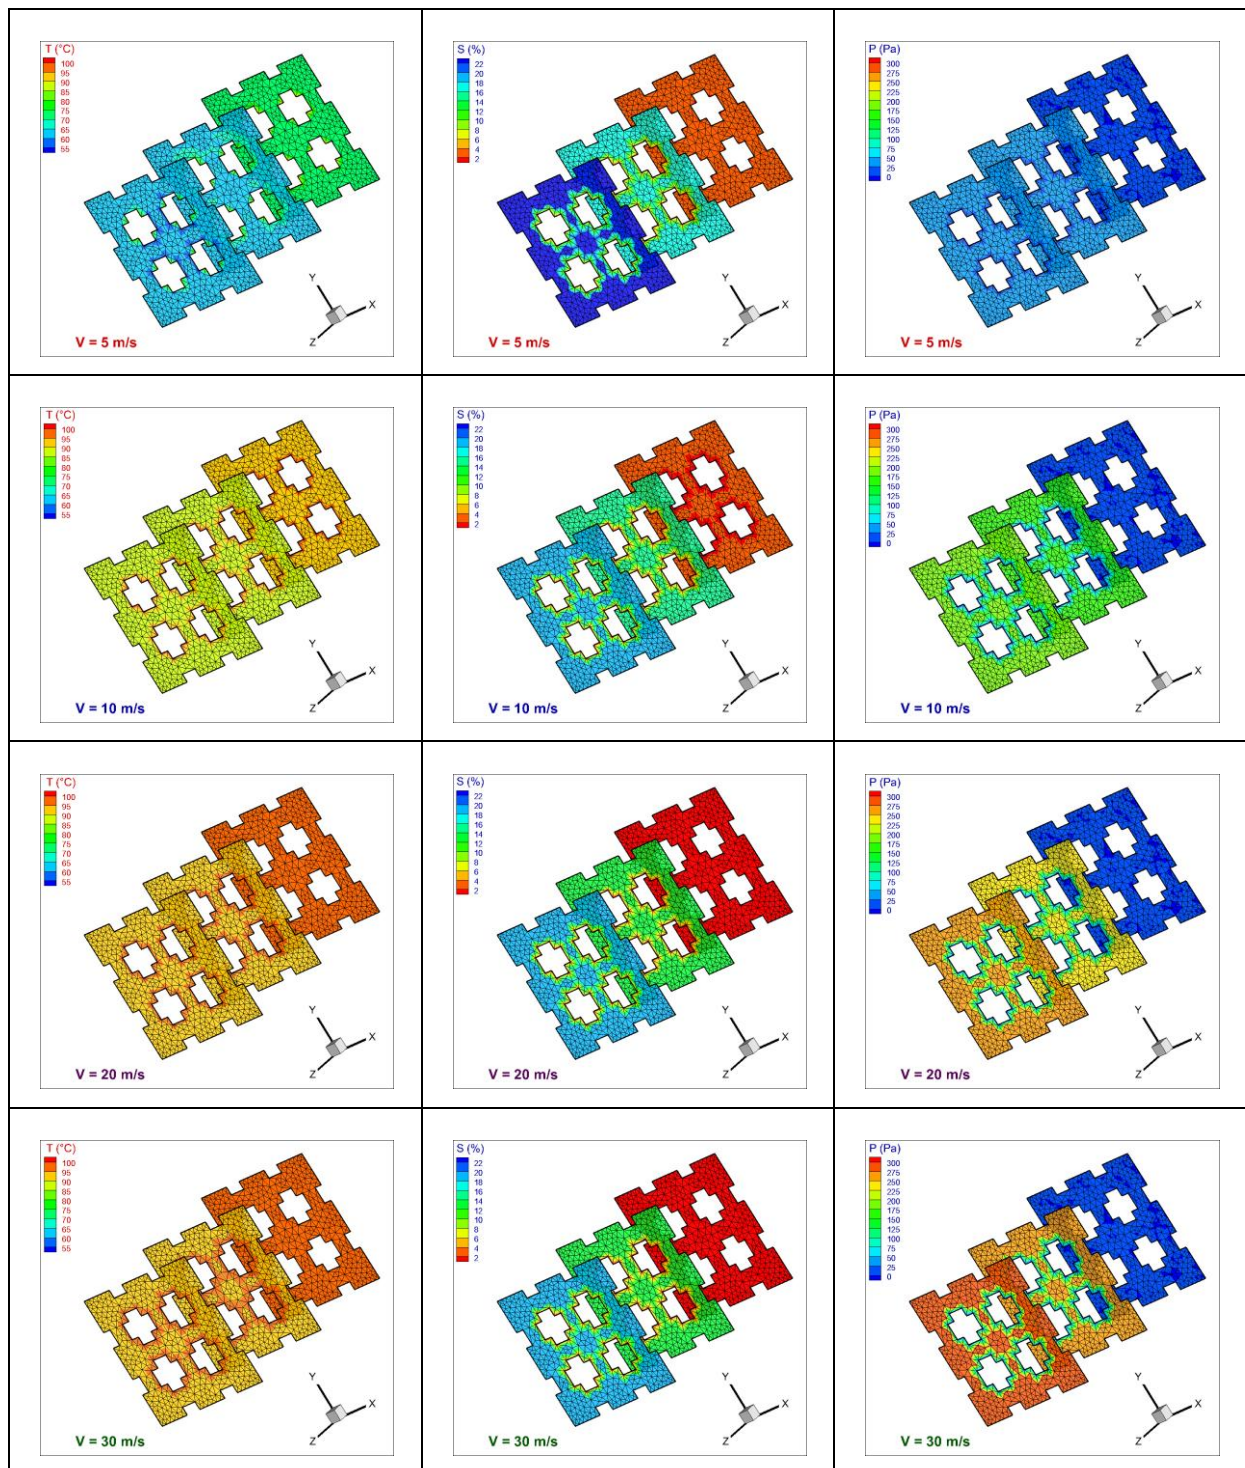 T (°C)
100
95
90
85
80
75
70
65
60
55
Y
X
Z
V = 5 m/s
S (%)
22
20
18
16
14
12
10
8
6
4
2
Y
X
Z
V = 5 m/s
P (Pa)
300
275
250
225
200
175
150
125
100
75
50
25
0
Y
X
Z
V = 5 m/s
T (°C)
100
95
90
85
80
75
70
65
60
55
Y
X
Z
V = 10 m/s
S (%)
22
20
18
16
14
12
10
8
6
4
2
Y
X
Z
V = 10 m/s
P (Pa)
300
275
250
225
200
175
150
125
100
75
50
25
0
Y
X
Z
V = 10 m/s
T (°C)
100
95
90
85
80
75
70
65
60
55
Y
X
Z
V = 20 m/s
S (%)
22
20
18
16
14
12
10
8
6
4
2
Y
X
Z
V = 20 m/s
P (Pa)
300
275
250
225
200
175
150
125
100
75
50
25
0
Y
X
Z
V = 20 m/s
T (°C)
100
95
90
85
80
75
70
65
60
55
Y
X
Z
V = 30 m/s
S (%)
22
20
18
16
14
12
10
8
6
4
2
Y
X
Z
V = 30 m/s
P (Pa)
300
275
250
225
200
175
150
125
100
75
50
25
0
Y
X
Z
V = 30 m/s